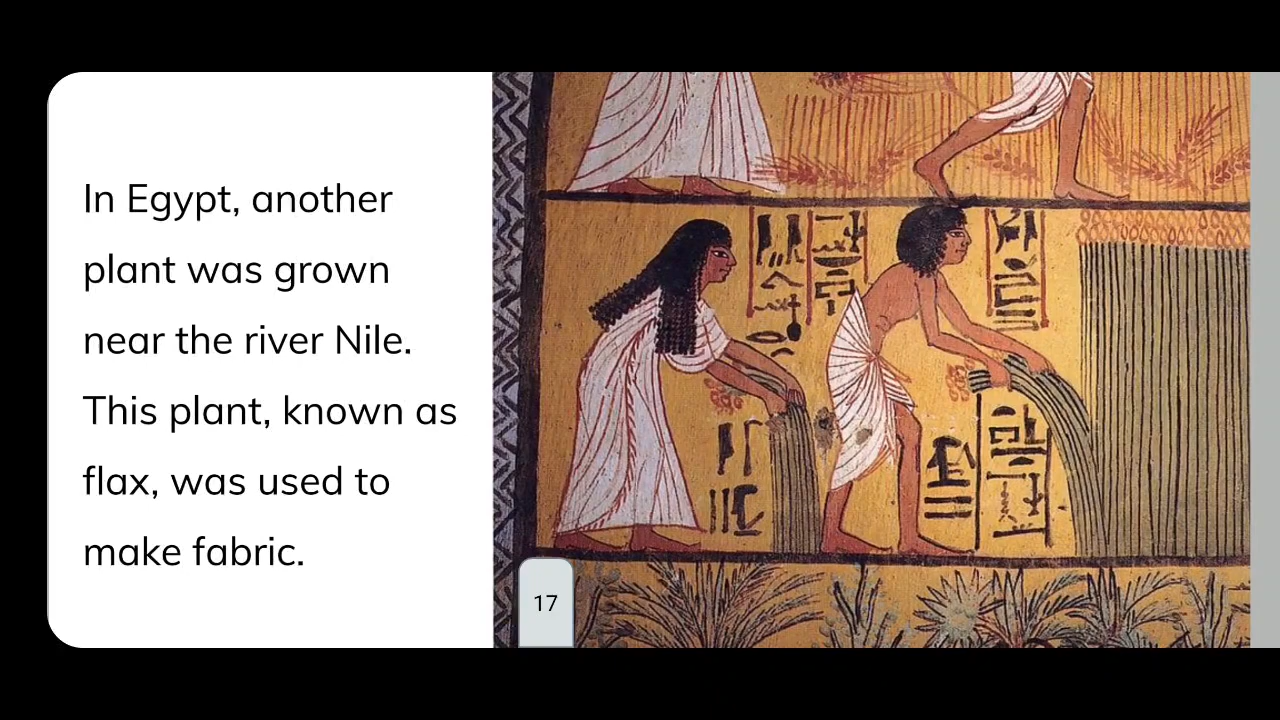 In Egypt, another
plant was grown
near the river Nile.
This plant, known as
flax, was used to
make fabric.
17